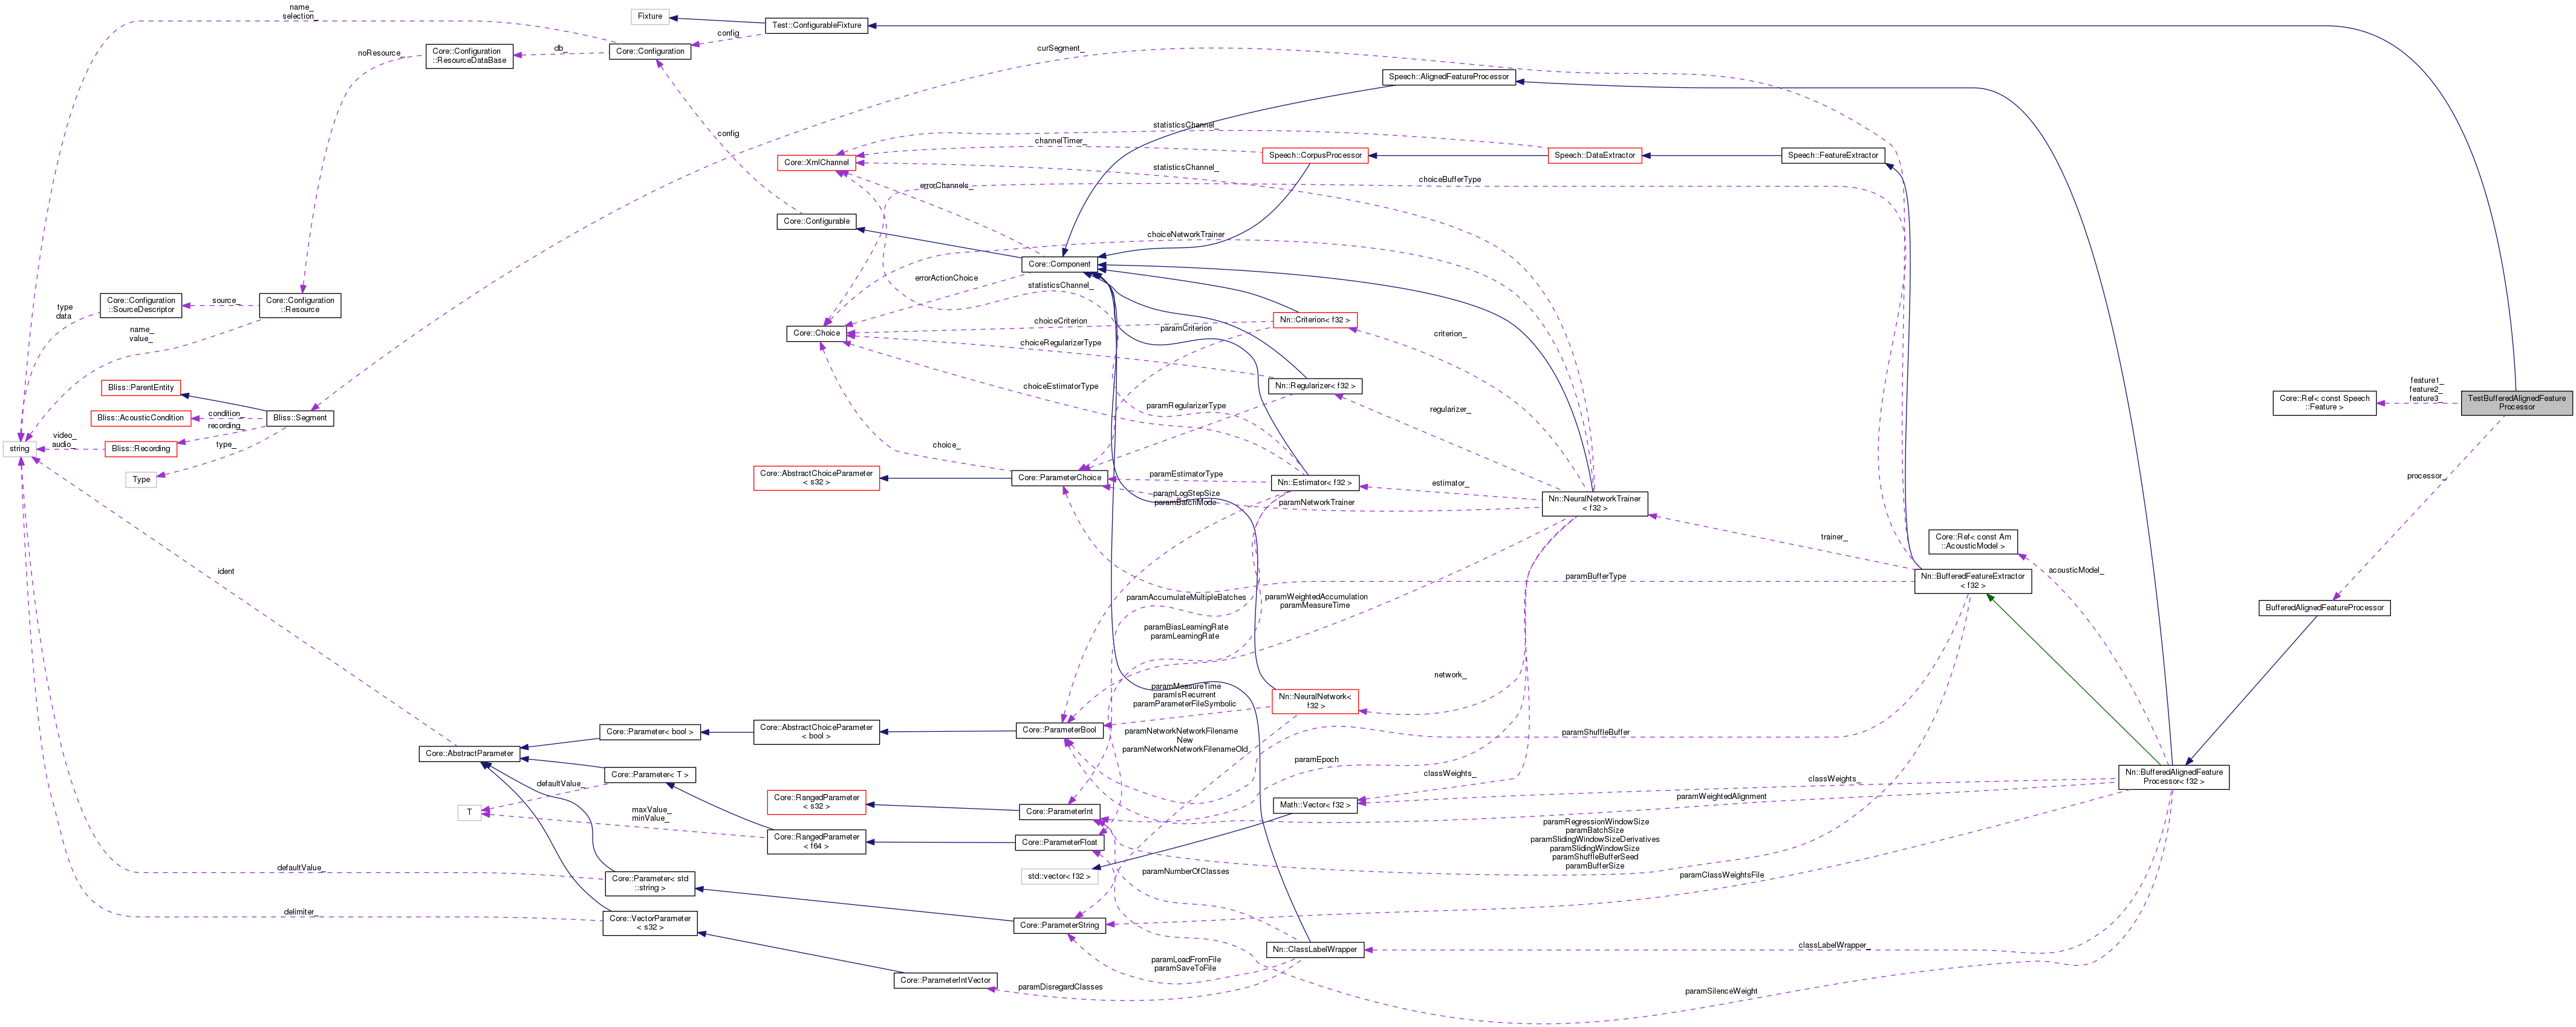 name_
selection_
Fixture
Test::ConfigurableFixture
config_
Core::Configuration
db_
Core::Configuration
::ResourceDataBase
noResource_
curSegment_
Speech::AlignedFeatureProcessor
config
statisticsChannel_
channelTimer_
Core::XmlChannel
Speech::CorpusProcessor
Speech::DataExtractor
Speech::FeatureExtractor
statisticsChannel_
errorChannels_
choiceBufferType
Core::Configurable
choiceNetworkTrainer
Core::Component
errorActionChoice
statisticsChannel_
type
data
Core::Configuration
::SourceDescriptor
source_
Core::Configuration
::Resource
name_
value_
Core::Choice
choiceCriterion
paramCriterion
Nn::Criterion< f32 >
criterion_
choiceRegularizerType
choiceEstimatorType
Nn::Regularizer< f32 >
paramRegularizerType
regularizer_
Bliss::ParentEntity
Bliss::AcousticCondition
condition_
recording_
Bliss::Segment
video_
audio_
Bliss::Recording
type_
string
Type
choice_
Core::AbstractChoiceParameter
< s32 >
Core::ParameterChoice
paramEstimatorType
Nn::Estimator< f32 >
estimator_
paramLogStepSize
paramBatchMode
paramNetworkTrainer
Nn::NeuralNetworkTrainer
< f32 >
Core::Ref< const Speech
::Feature >
feature1_
feature2_
feature3_
TestBufferedAlignedFeature
Processor
processor_
trainer_
Core::Ref< const Am
::AcousticModel >
acousticModel_
Nn::BufferedFeatureExtractor
< f32 >
BufferedAlignedFeatureProcessor
ident
paramBufferType
paramAccumulateMultipleBatches
paramWeightedAccumulation
paramMeasureTime
paramBiasLearningRate
paramLearningRate
network_
paramMeasureTime
paramIsRecurrent
paramParameterFileSymbolic
Nn::NeuralNetwork<
f32 >
Core::Parameter< bool >
Core::AbstractChoiceParameter
< bool >
Core::ParameterBool
paramNetworkNetworkFilename
New
paramNetworkNetworkFilenameOld
paramShuffleBuffer
Core::AbstractParameter
paramEpoch
classWeights_
classWeights_
Nn::BufferedAlignedFeature
Processor< f32 >
Core::Parameter< T >
defaultValue_
T
maxValue_
minValue_
Core::RangedParameter
< s32 >
Core::ParameterInt
Math::Vector< f32 >
paramWeightedAlignment
Core::RangedParameter
< f64 >
Core::ParameterFloat
paramRegressionWindowSize
paramBatchSize
paramSlidingWindowSizeDerivatives
paramSlidingWindowSize
paramShuffleBufferSeed
paramBufferSize
std::vector< f32 >
paramNumberOfClasses
paramClassWeightsFile
defaultValue_
Core::Parameter< std
::string >
delimiter_
Core::VectorParameter
< s32 >
Core::ParameterString
Nn::ClassLabelWrapper
classLabelWrapper_
paramLoadFromFile
paramSaveToFile
Core::ParameterIntVector
paramDisregardClasses
paramSilenceWeight